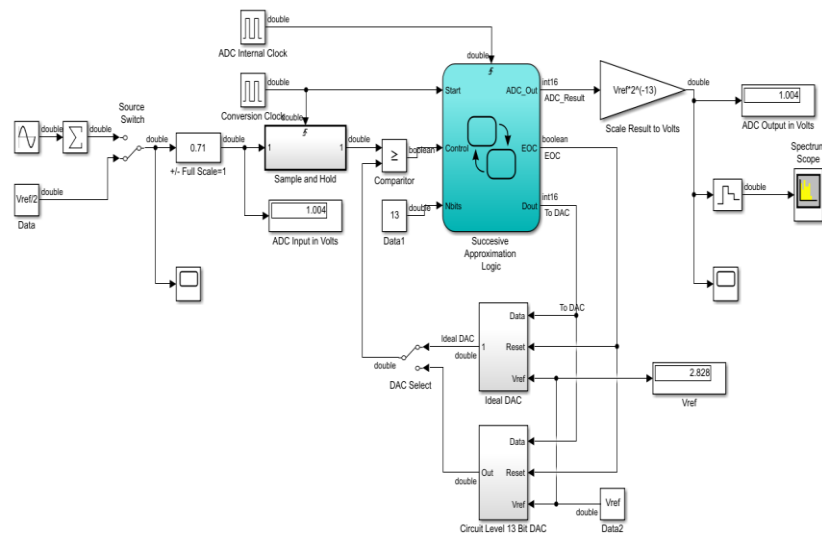 double
ADC Internal Clock
double
double
Conversion Clock
double
Start
ADC_Out
int16
ADC_Result
Vref*2^(-13)
Scale Result to Volts
double
1.004
ADC Output in Volts
Source
Switch
double
double
double
0.71
+/- Full Scale=1
double
1
1
Sample and Hold
double
≥
boolean
Comparitor
Control
EOC
boolean
EOC
Vref/2
double
Data
1.004
ADC Input in Volts
13
double
Data1
Nbits
Dout
int16
To DAC
Succesive
Approximation
Logic
double
Spectrum
Scope
To DAC
Ideal DAC
double
double
DAC Select
Data
1
Reset
Vref
Ideal DAC
2.828
Vref
Data
Out
Reset
Vref
double
Circuit Level 13 Bit DAC
double
Vref
Data2